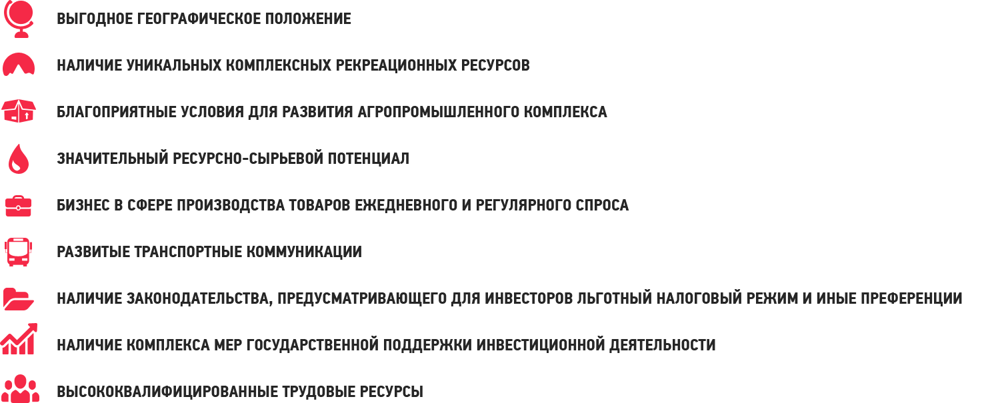 ВЫГОДНОЕ ГЕОГРАФИЧЕСКОЕ ПОЛОЖЕНИЕ
НАЛИЧИЕ УНИКАЛЬНЫХ КОМПЛЕКСНЫХ РЕКРЕАЦИОННЫХ РЕСУРСОВ
БЛАГОПРИЯТНЫЕ УСЛОВИЯ ДЛЯ РАЗВИТИЯ АГРОПРОМЫШЛЕННОГО КОМПЛЕКСА
ЗНАЧИТЕЛЬНЫЙ РЕСУРСНО-СЫРЬЕВОЙ ПОТЕНЦИАЛ
БИЗНЕС В СФЕРЕ ПРОИЗВОДСТВА ТОВАРОВ ЕЖЕДНЕВНОГО И РЕГУЛЯРНОГО СПРОСА
РАЗВИТЫЕ ТРАНСПОРТНЫЕ КОММУНИКАЦИИ
НАЛИЧИЕ ЗАКОНОДАТЕЛЬСТВА, ПРЕДУСМАТРИВАЮЩЕГО ДЛЯ ИНВЕСТОРОВ ЛЬГОТНЫЙ НАЛОГОВЫЙ РЕЖИМ И ИНЫЕ ПРЕФЕРЕНЦИИ
НАЛИЧИЕ КОМПЛЕКСА МЕР ГОСУДАРСТВЕННОЙ ПОДДЕРЖКИ ИНВЕСТИЦИОННОЙ ДЕЯТЕЛЬНОСТИ
ВЫСОКОКВАЛИФИЦИРОВАННЫЕ ТРУДОВЫЕ РЕСУРСЫ